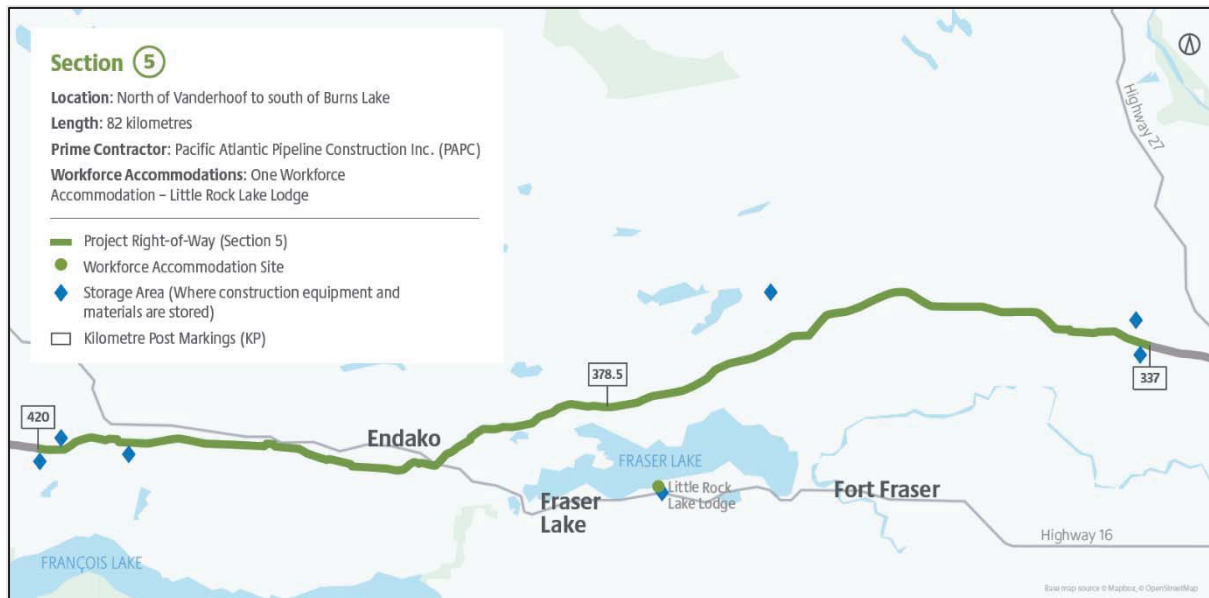 Section 5
Location: North of Vanderhoof to south of Burns Lake
Length: 82 kilometres
Prime Contractor: Pacific Atlantic Pipeline Construction Inc. (PAPC)
Workforce Accommodations: One Workforce
Accommodation – Little Rock Lake Lodge
Project Right-of-Way (Section 5)
Workforce Accommodation Site
Storage Area (Where construction equipment and
materials are stored)
Kilometre Post Markings (KP)
Highway 27
337
378.5
420
Endako
FRASER LAKE
Little Rock
Lake Lodge
Fraser
Lake
Fort Fraser
Highway 16
FRANÇOIS LAKE
Base map source © Mapbox, © OpenStreetMap